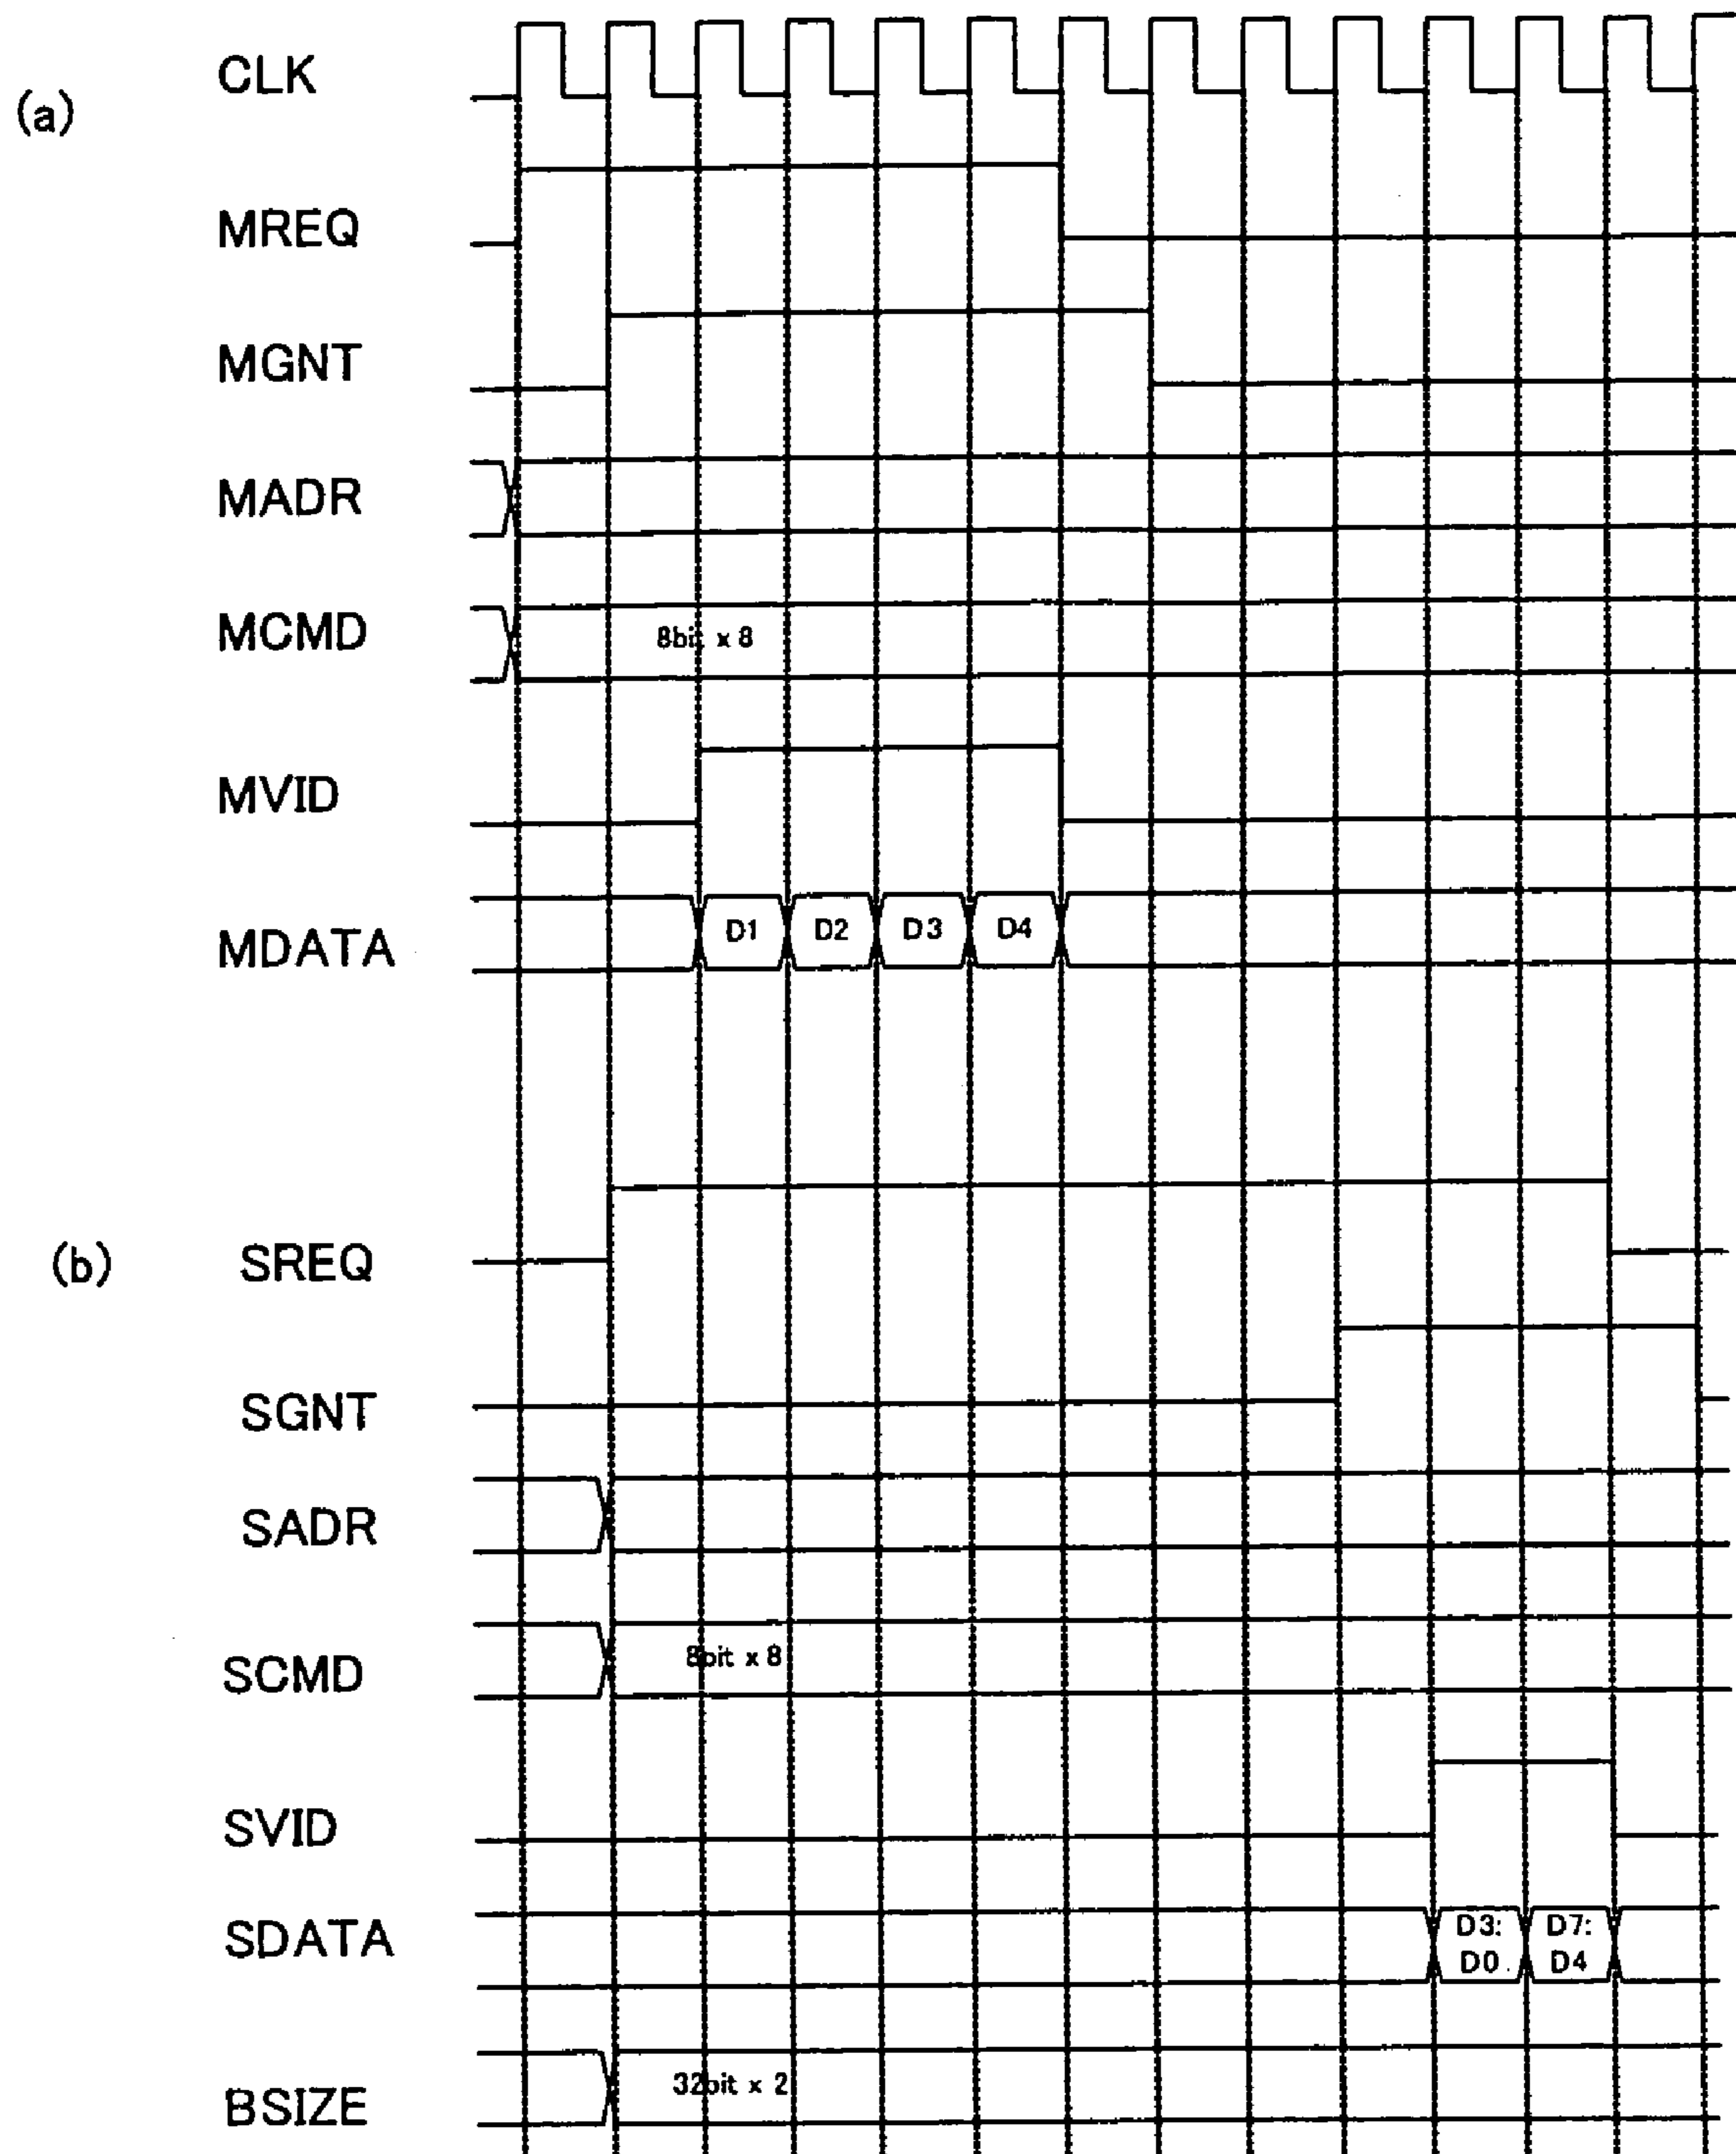 (a)
CLK
MREQ
MGNT
MADR
MCMD 8bit x 8
MVID
MDATA D1 D2 D3 D4
(b) SREQ
SGNT
SADR
SCMD 8bit x 8
SVID
SDATA D3: D7:
D0 D4
BSIZE 32bit x 2